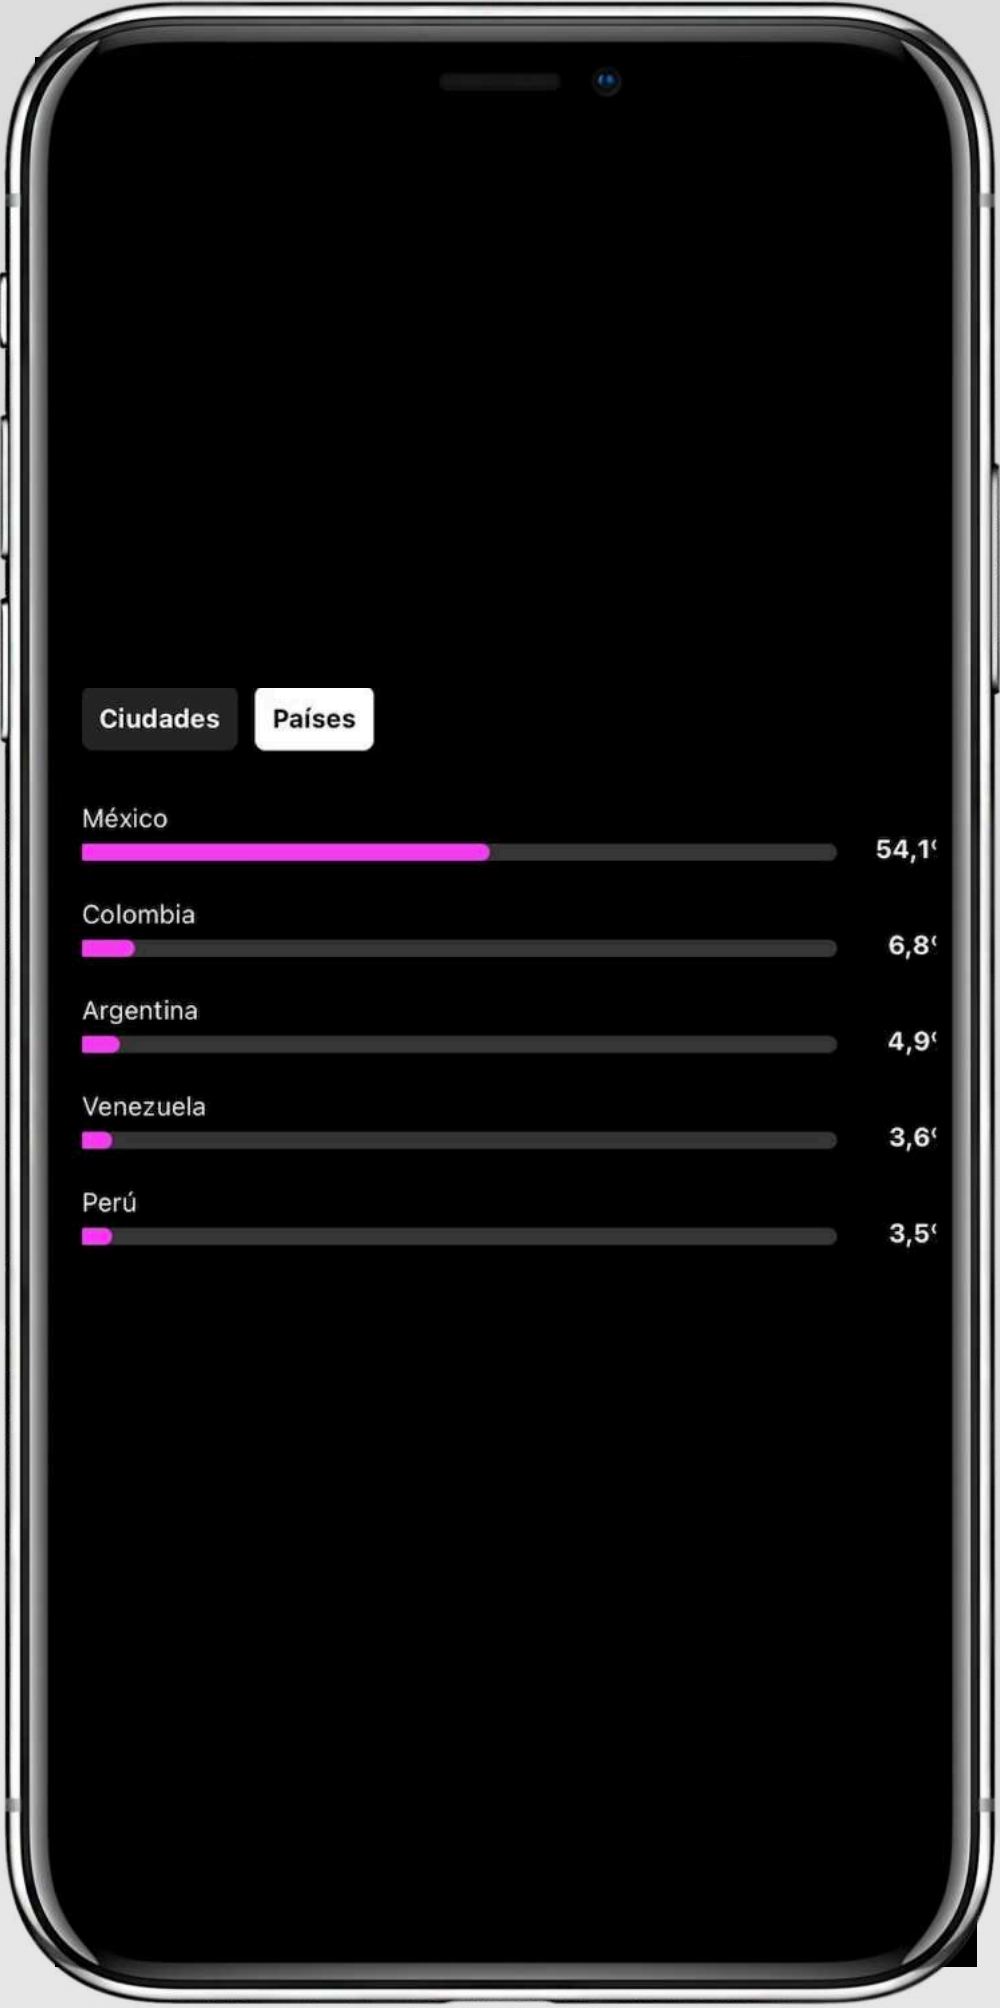 Ciudades Países
México
54,1
Colombia
6,8
Argentina
4,9
Venezuela
3,6
Perú
3,5